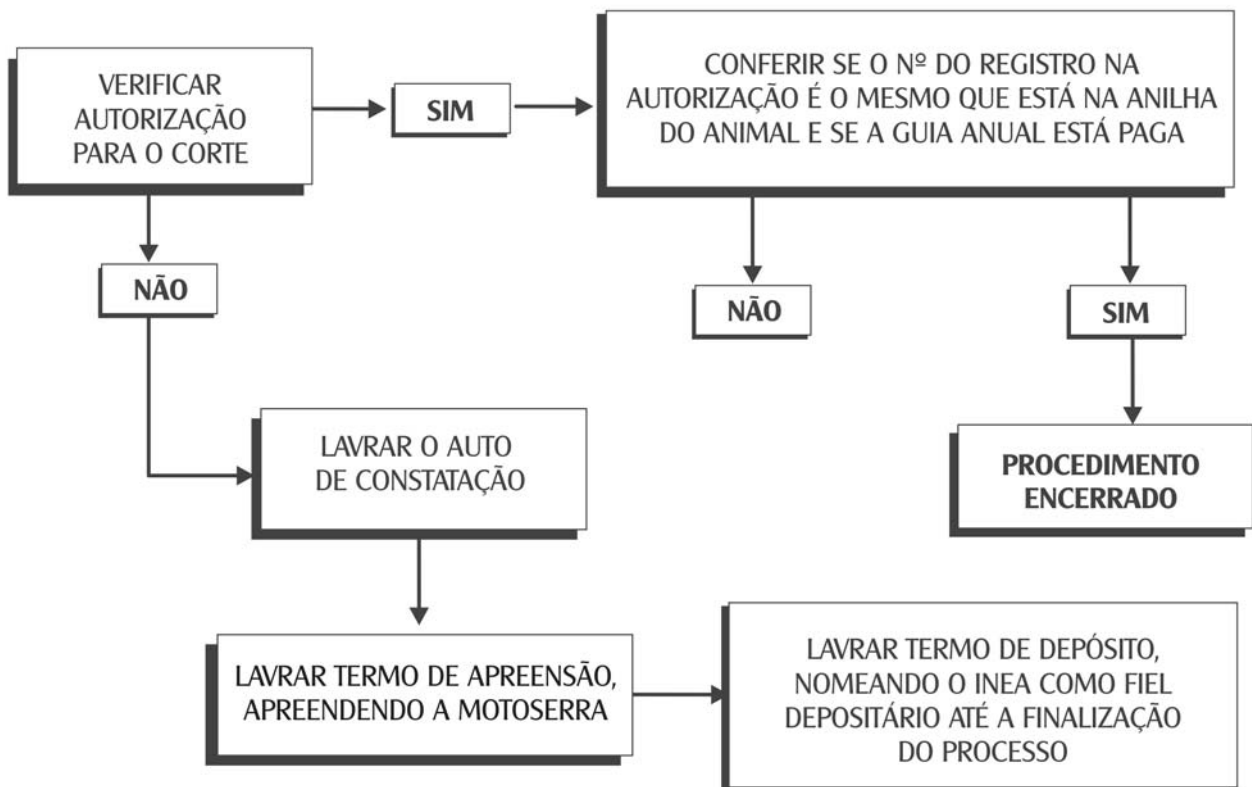 VERIFICAR
AUTORIZAÇÃO
PARA O CORTE
SIM
CONFERIR SE O Nº DO REGISTRO NA
AUTORIZAÇÃO É O MESMO QUE ESTÁ NA ANILHA
DO ANIMAL E SE A GUIA ANUAL ESTÁ PAGA
NÃO
NÃO
SIM
LAVRAR O AUTO
DE CONSTATAÇÃO
PROCEDIMENTO
ENCERRADO
LAVRAR TERMO DE APREENSÃO,
APREENDENDO A MOTOSERRA
LAVRAR TERMO DE DEPÓSITO,
NOMEANDO O INEA COMO FIEL
DEPOSITÁRIO ATÉ A FINALIZAÇÃO
DO PROCESSO